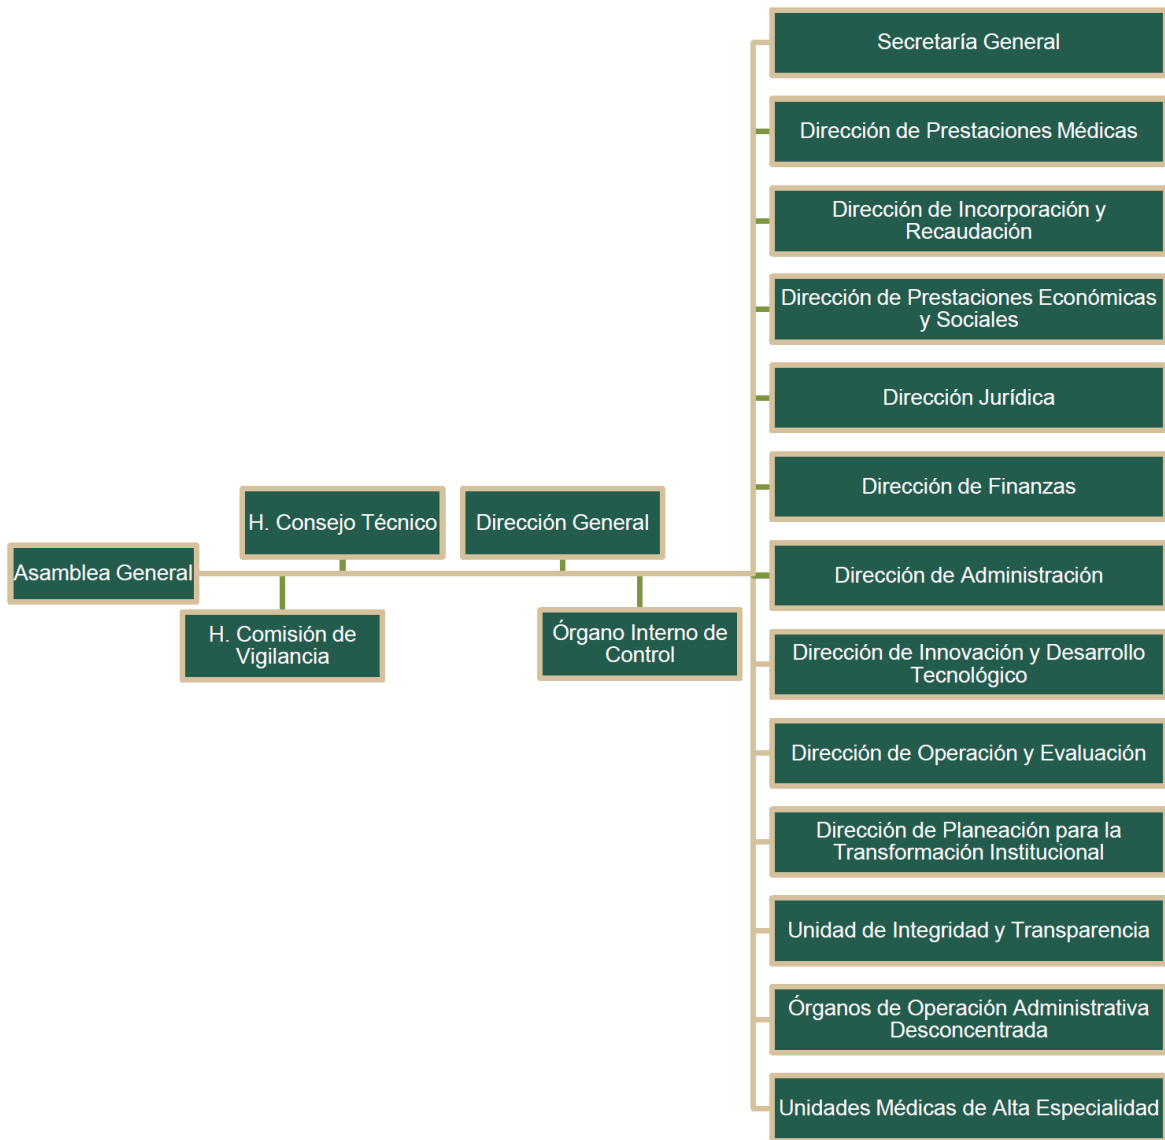 Secretaría General
Dirección de Prestaciones Médicas
Dirección de Incorporación y
Recaudación
Dirección de Prestaciones Económicas
y Sociales
Dirección Jurídica
Dirección de Finanzas
H. Consejo Técnico
Dirección General
Asamblea General
Dirección de Administración
H. Comisión de
Vigilancia
Órgano Interno de
Control
Dirección de Innovación y Desarrollo
Tecnológico
Dirección de Operación y Evaluación
Dirección de Planeación para la
Transformación Institucional
Unidad de Integridad y Transparencia
Órganos de Operación Administrativa
Desconcentrada
Unidades Médicas de Alta Especialidad